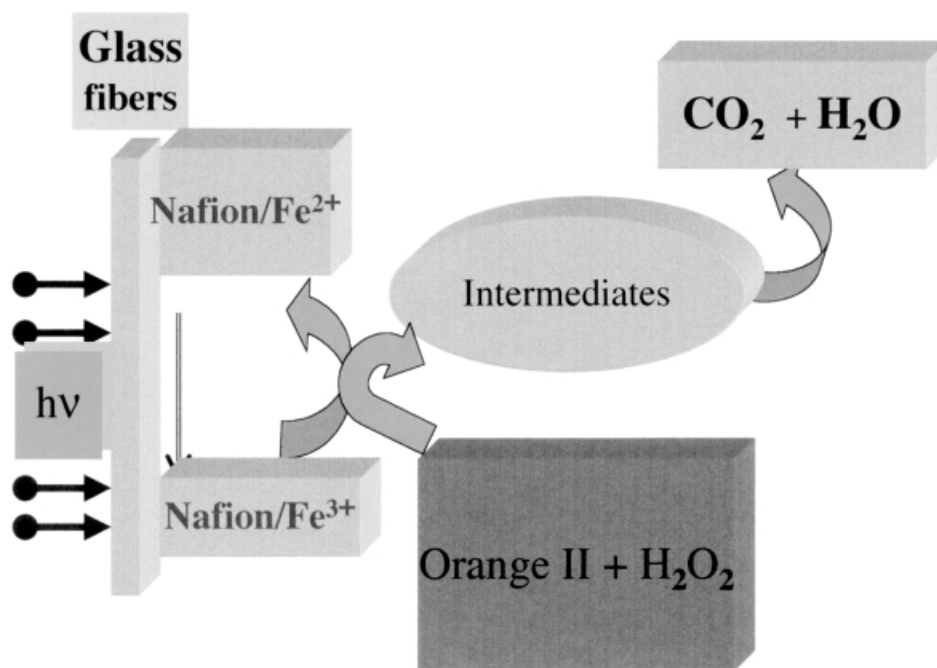 Glass
fibers
CO₂ + H₂O
Nafion/Fe²⁺
Intermediates
hν
Nafion/Fe³⁺
Orange II + H₂O₂